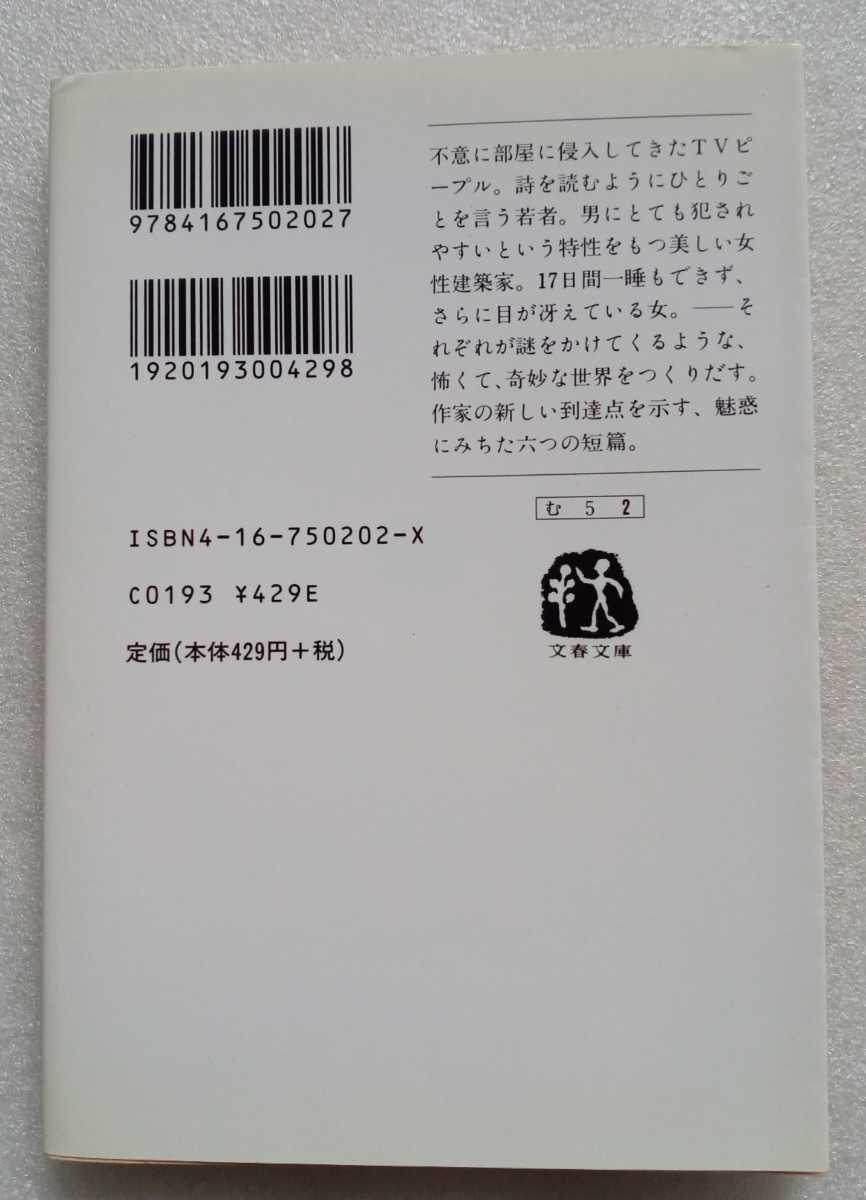 9784167502027
1920193004298
ISBN4-16-750202-X
C0193 ¥429E
定価(本体429円+税)
不意に部屋に侵入してきたTVピ
ープル。詩を読むようにひとりご
とを言う若者。男にとても犯され
やすいという特性をもつ美しい女
性建築家。17日間一睡もできず、
さらに目が冴えている女。――そ
れぞれが謎をかけてくるような、
怖くて、奇妙な世界をつくりだす。
作家の新しい到達点を示す、魅惑
にみちた六つの短篇。
む 5 2
文春文庫